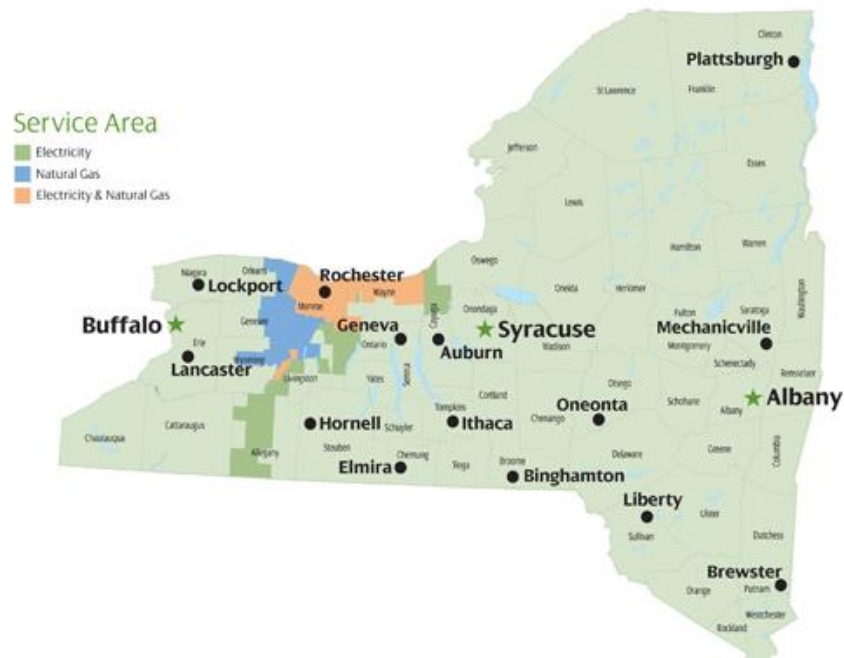 Clinton
Plattsburgh
St Lawrence
Franklin
Service Area
Electricity
Natural Gas
Electricity & Natural Gas
Jefferson
Essex
Lewis
Hamilton
Warren
Washington
Oswego
Niagra
Orleans
Rochester
Lockport
Wayne
Monroe
Oneida
Herkimer
Fulton
Saratoga
Onondaga
Cayuga
Buffalo
Genesee
Geneva
Syracuse
Mechanicville
Ontario
Auburn
Madison
Montgomery
Erie
Lancaster
Wyoming
Schenectady
Rensselaer
Livingston
Yates
Seneca
Cortland
Otsego
Albany
Tompkins
Oneonta
Schoharie
Albany
Hornell
Ithaca
Chenango
Cattaraugus
Schuyler
Chautauqua
Steuben
Allegany
Delaware
Greene
Columbia
Elmira
Chemung
Tioga
Broome
Binghamton
Liberty
Ulster
Sullivan
Dutchess
Brewster
Orange
Putnam
Westchester
Rockland